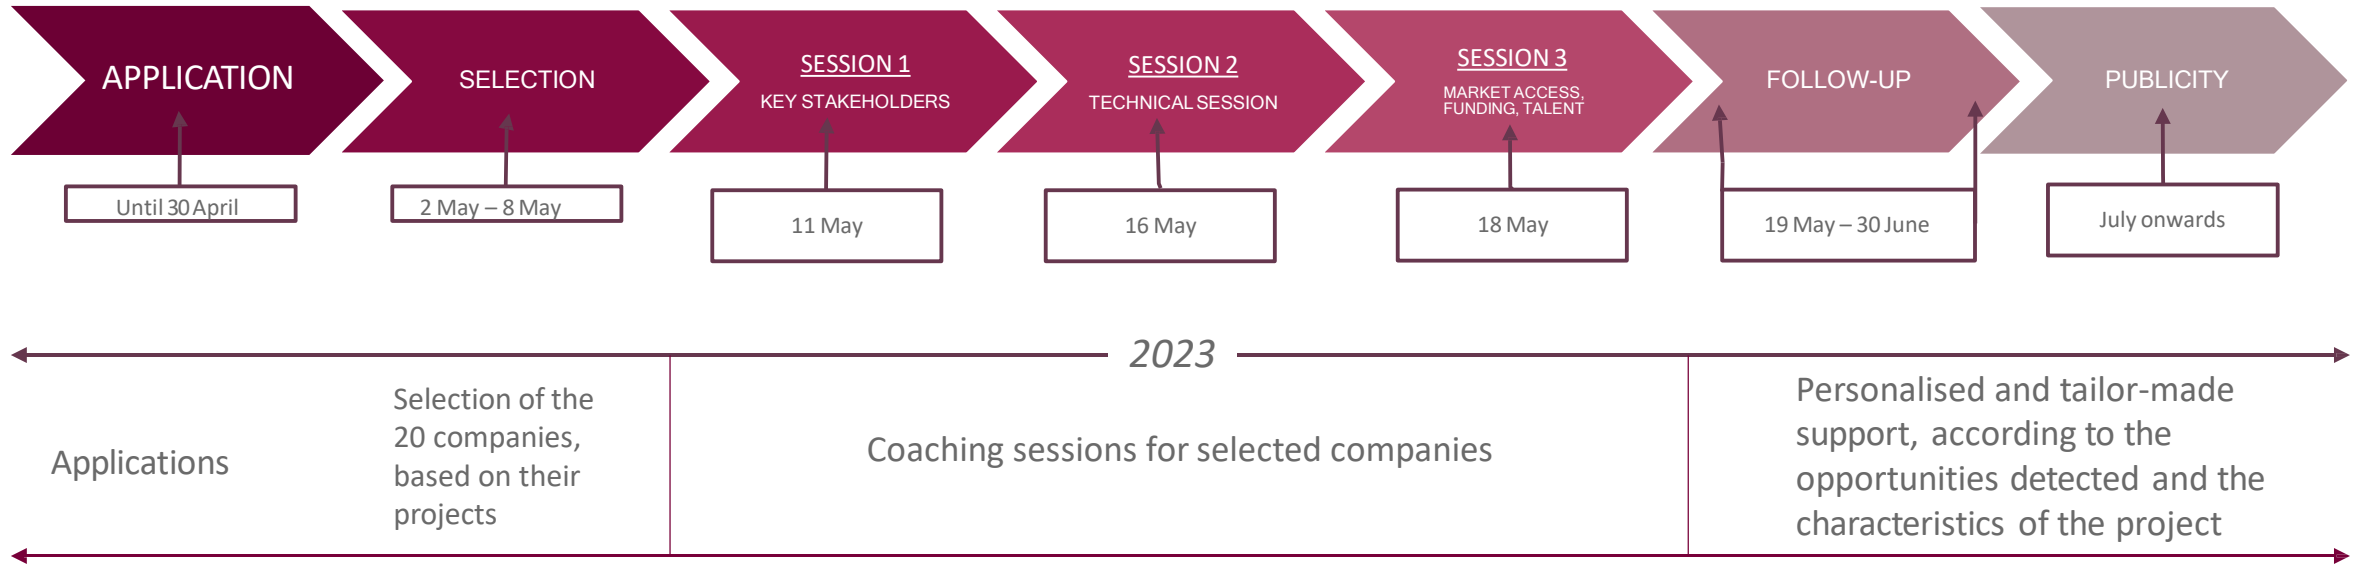 APPLICATION
SELECTION
SESSION 1
KEY STAKEHOLDERS
SESSION 2
TECHNICAL SESSION
SESSION 3
MARKET ACCESS,
FUNDING, TALENT
FOLLOW-UP
PUBLICITY
Until 30 April
2 May – 8 May
11 May
16 May
18 May
19 May – 30 June
July onwards
2023
Applications
Selection of the
20 companies,
based on their
projects
Coaching sessions for selected companies
Personalised and tailor-made
support, according to the
opportunities detected and the
characteristics of the project